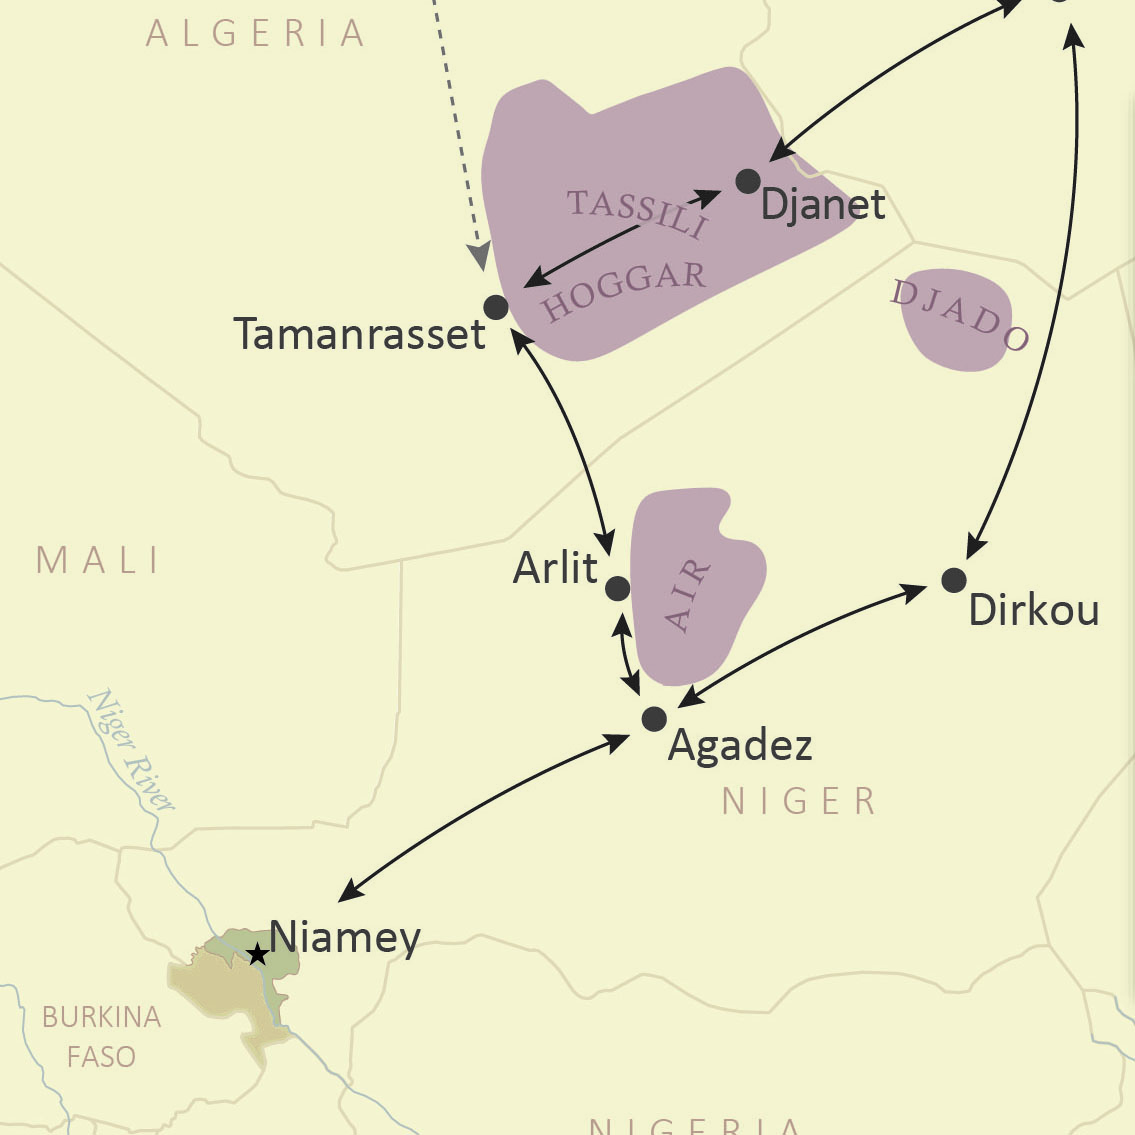 ALGERIA
TASSILI
Djanet
HOGGAR
DJADO
Tamanrasset
MALI
Arlit
AIR
Dirkou
Niger River
Agadez
NIGER
Niamey
BURKINA
FASO
NIGERIA